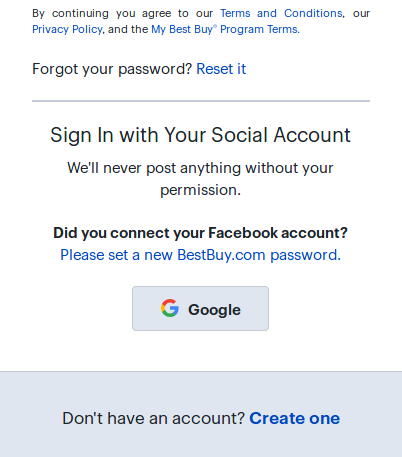 By continuing you agree to our Terms and Conditions, our
Privacy Policy, and the My Best Buy® Program Terms.
Forgot your password? Reset it
Sign In with Your Social Account
We'll never post anything without your
permission.
Did you connect your Facebook account?
Please set a new BestBuy.com password.
Google
Don't have an account? Create one